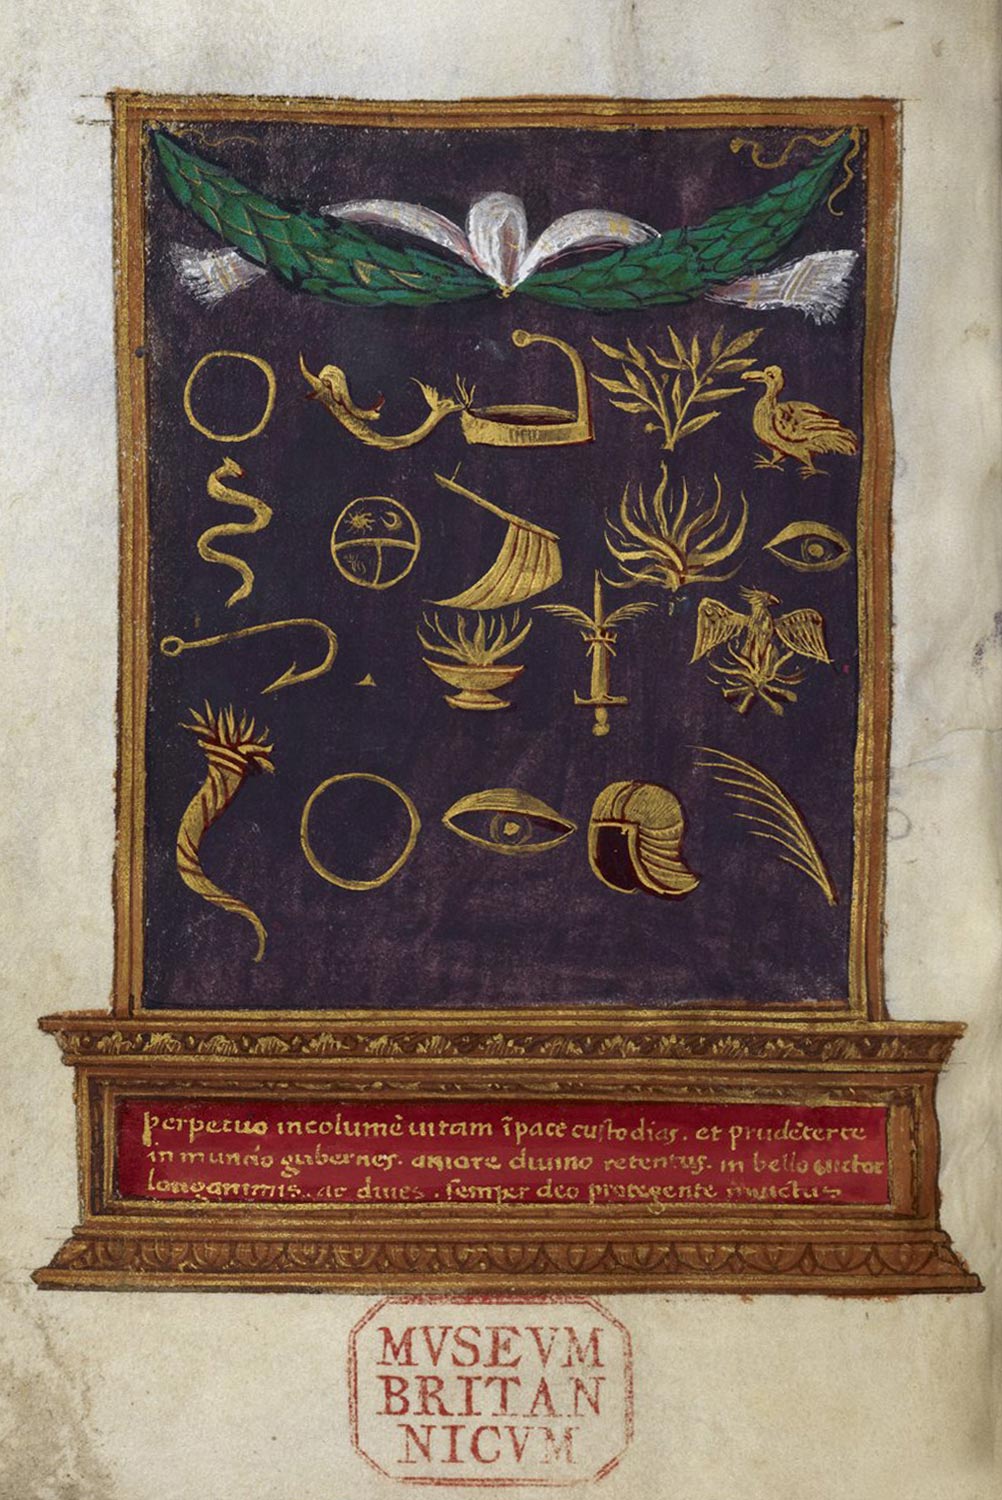 perpetuo incolumē uitam ī pace custodias. et prudēterte
in mundo gubernes. amore diuino retentus. in bello uictor
longanimis. ac diues. semper deo protegente inuictus
MVSEVM
BRITAN
NICVM